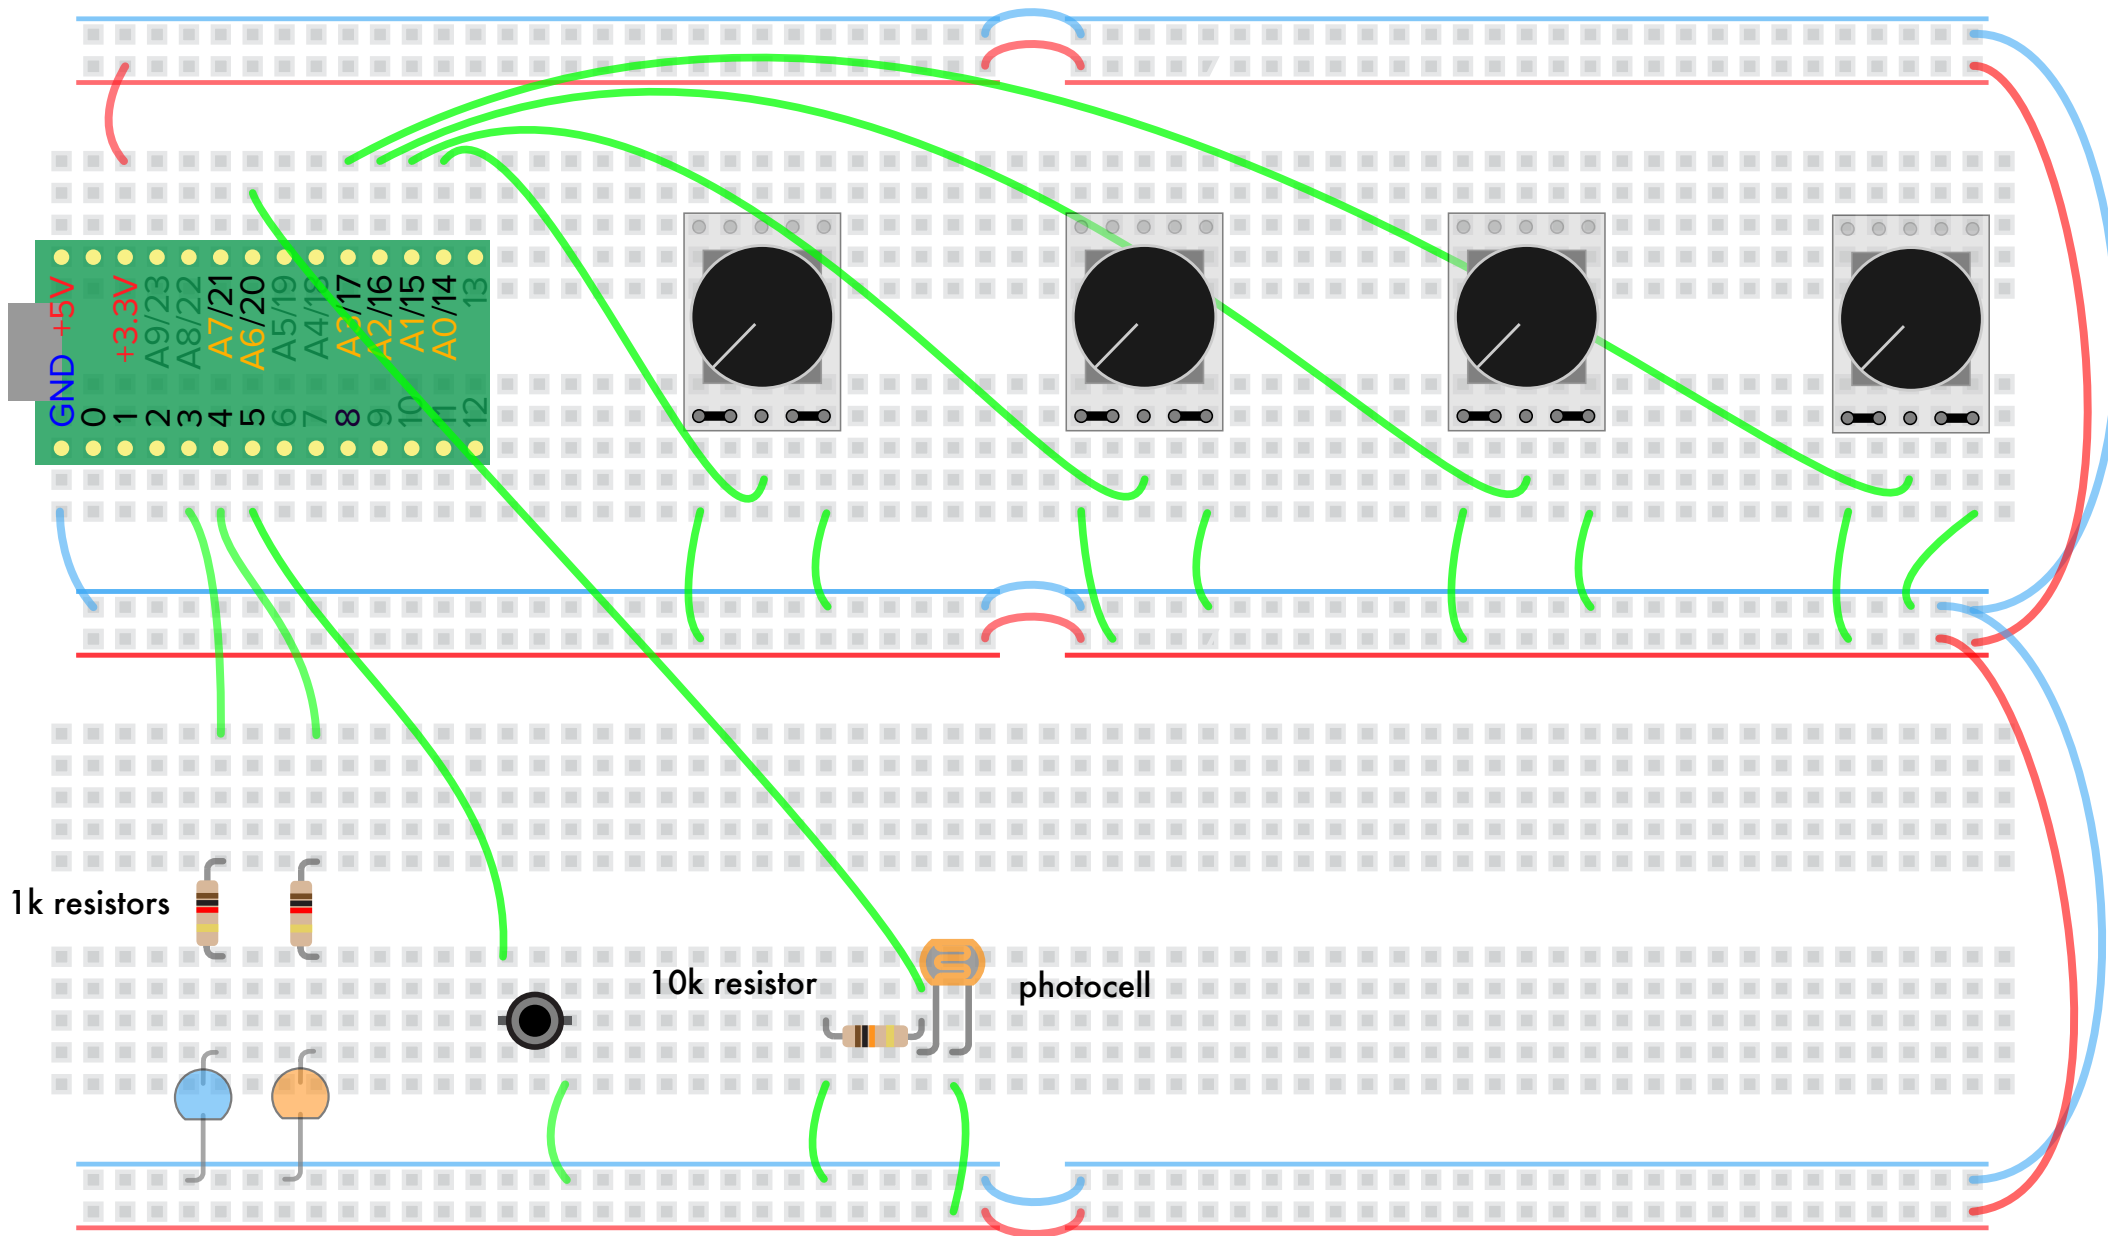 GND +5V
0
1 +3.3V
2 A9/23
3 A8/22
4 A7/21
5 A6/20
6 A5/19
7 A4/18
8 A3/17
9 A2/16
10 A1/15
11 A0/14
12 13
1k resistors
10k resistor
photocell